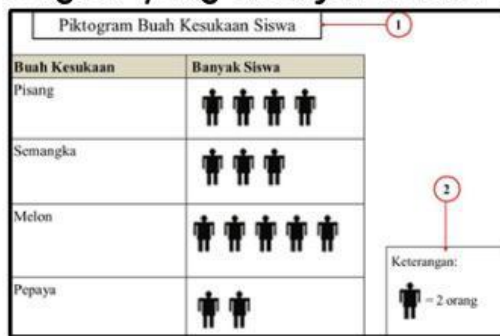 Piktogram Buah Kesukaan Siswa
1
Buah Kesukaan Banyak Siswa
Pisang
Semangka
2
Melon
Keterangan:
= 2 orang
Pepaya